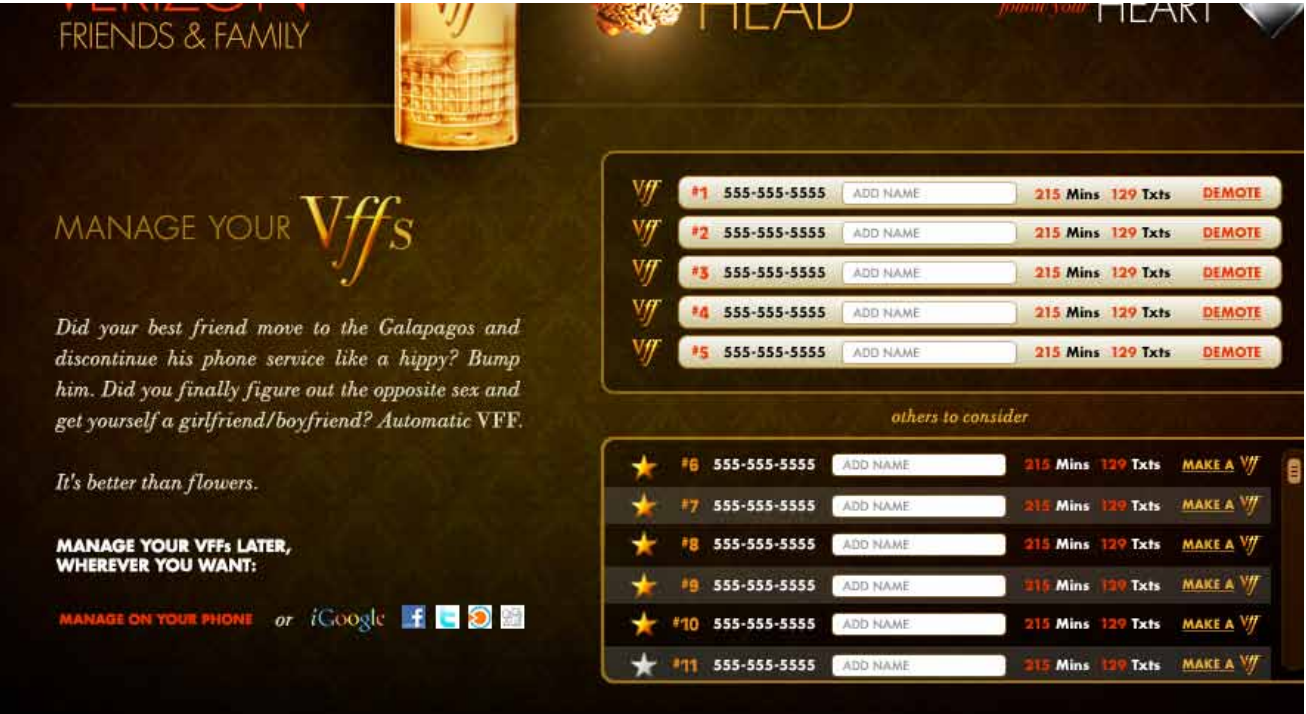 VERIZON
FRIENDS & FAMILY
Vff
HEAD
follow your HEART
MANAGE YOUR Vffs
Did your best friend move to the Galapagos and
discontinue his phone service like a hippy? Bump
him. Did you finally figure out the opposite sex and
get yourself a girlfriend/boyfriend? Automatic VFF.
It's better than flowers.
MANAGE YOUR VFFs LATER,
WHEREVER YOU WANT:
MANAGE ON YOUR PHONE or iGoogle
Vff #1 555-555-5555 ADD NAME 215 Mins 129 Txts DEMOTE
Vff #2 555-555-5555 ADD NAME 215 Mins 129 Txts DEMOTE
Vff #3 555-555-5555 ADD NAME 215 Mins 129 Txts DEMOTE
Vff #4 555-555-5555 ADD NAME 215 Mins 129 Txts DEMOTE
Vff #5 555-555-5555 ADD NAME 215 Mins 129 Txts DEMOTE
others to consider
#6 555-555-5555 ADD NAME 215 Mins 129 Txts MAKE A Vff
#7 555-555-5555 ADD NAME 215 Mins 129 Txts MAKE A Vff
#8 555-555-5555 ADD NAME 215 Mins 129 Txts MAKE A Vff
#9 555-555-5555 ADD NAME 215 Mins 129 Txts MAKE A Vff
#10 555-555-5555 ADD NAME 215 Mins 129 Txts MAKE A Vff
#11 555-555-5555 ADD NAME 215 Mins 129 Txts MAKE A Vff